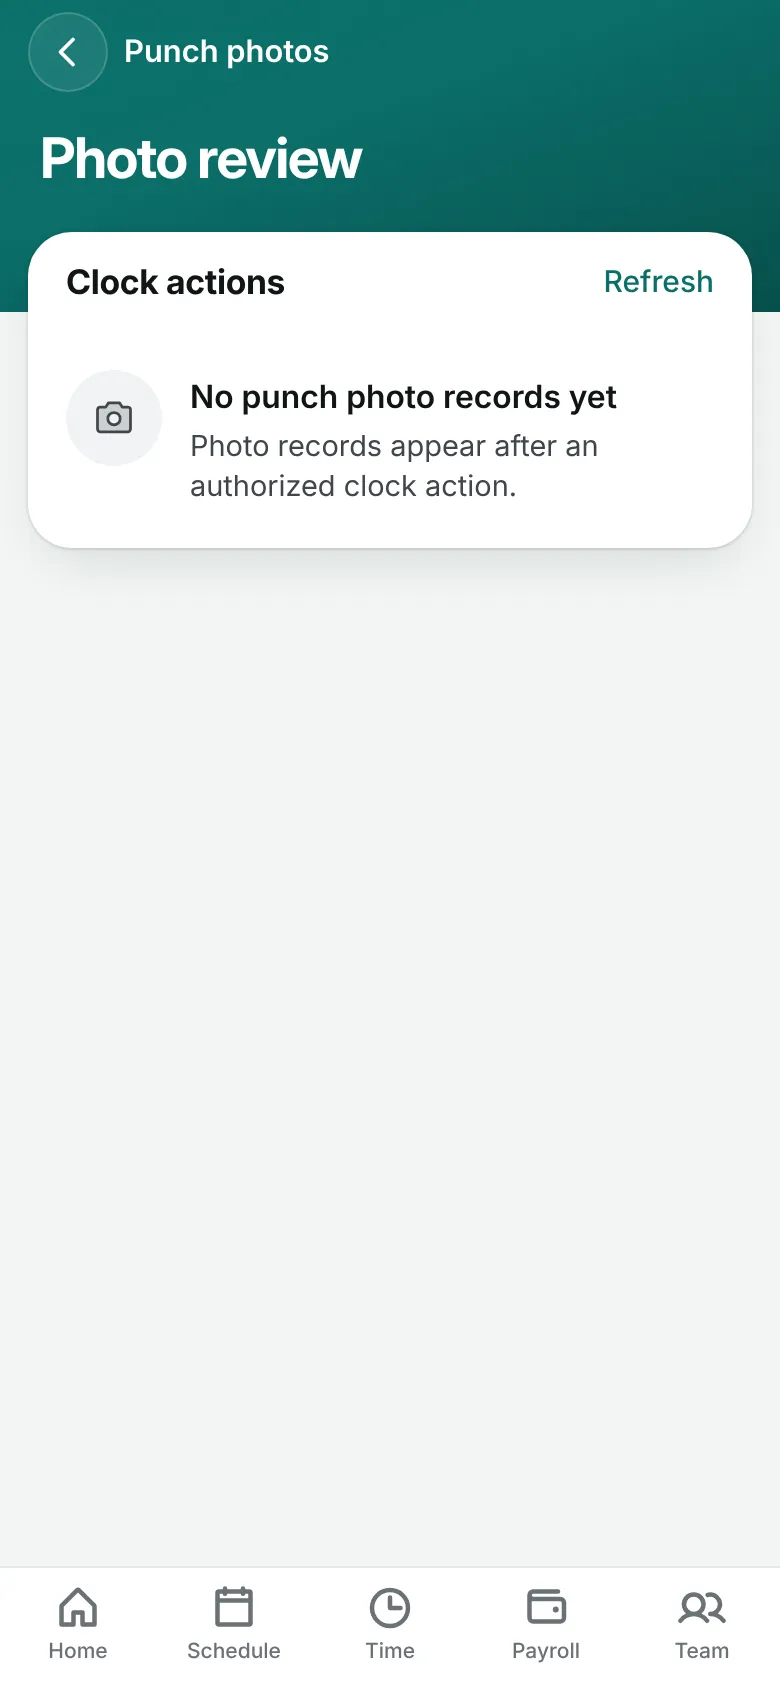 Punch photos
Photo review
Clock actions
Refresh
No punch photo records yet
Photo records appear after an
authorized clock action.
Home
Schedule
Time
Payroll
Team